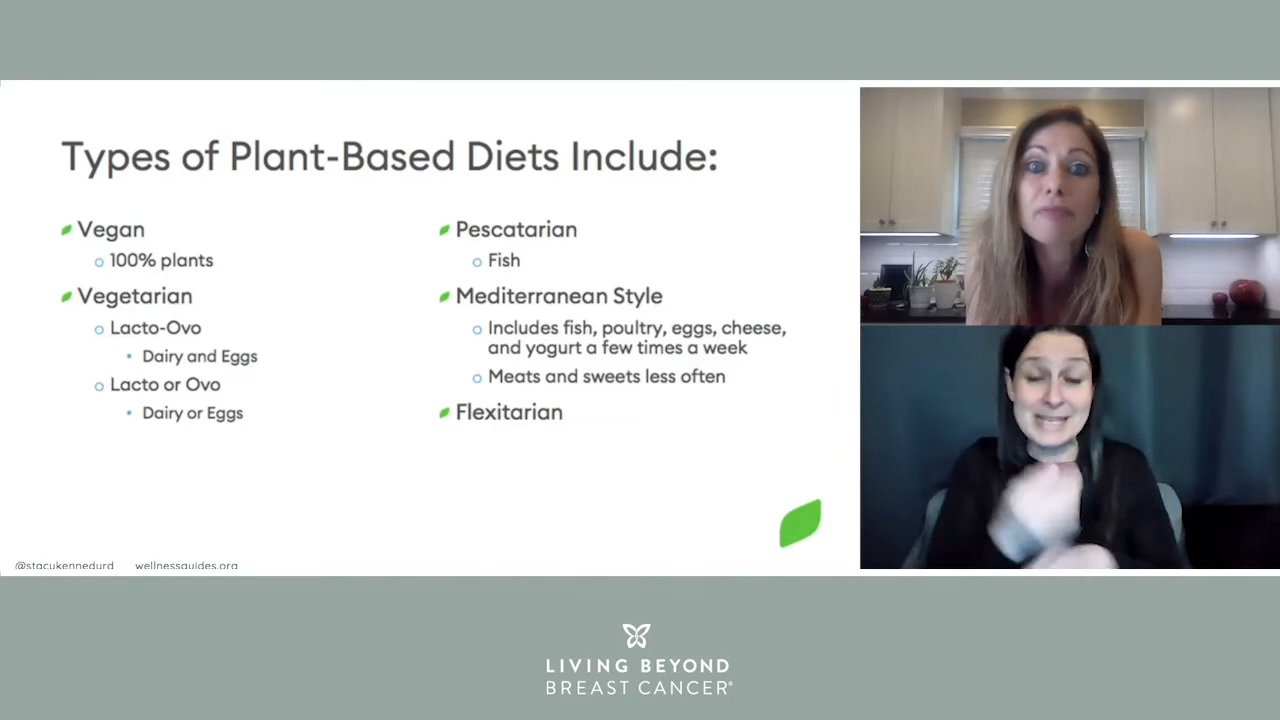 Types of Plant-Based Diets Include:
Vegan
100% plants
Vegetarian
Lacto-Ovo
Dairy and Eggs
Lacto or Ovo
Dairy or Eggs
Pescatarian
Fish
Mediterranean Style
Includes fish, poultry, eggs, cheese,
and yogurt a few times a week
Meats and sweets less often
Flexitarian
@stacykennedyrd wellnessguides.org
LIVING BEYOND
BREAST CANCER®